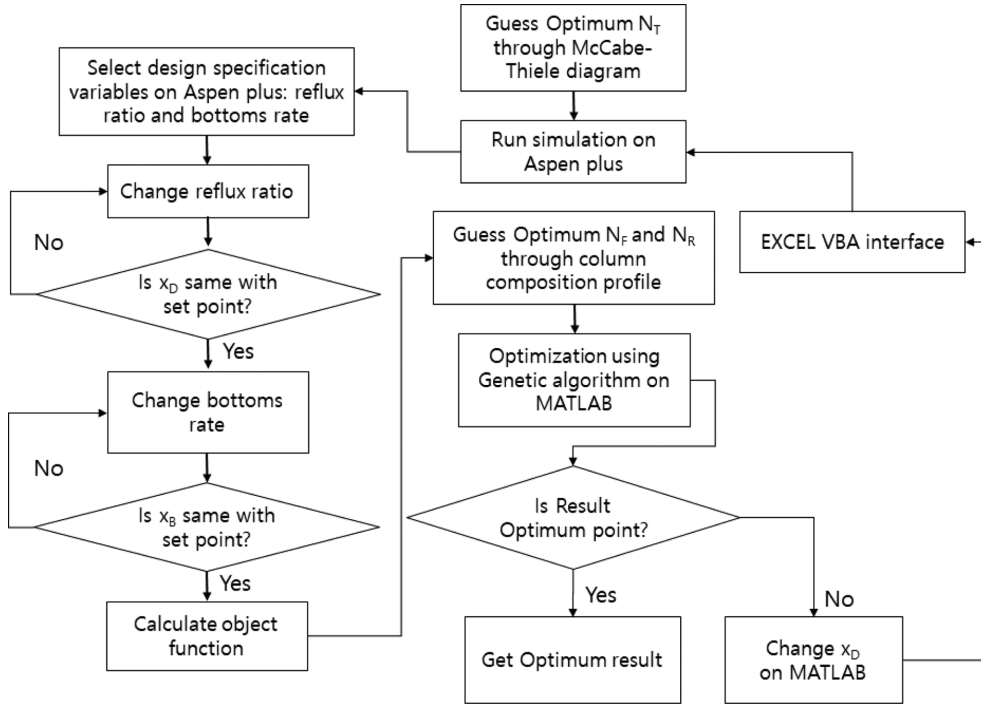 Guess Optimum N_T
through McCabe-
Thiele diagram
Select design specification
variables on Aspen plus: reflux
ratio and bottoms rate
Run simulation on
Aspen plus
Change reflux ratio
No
Is x_D same with
set point?
Yes
Change bottoms
rate
No
Is x_B same with
set point?
Yes
Calculate object
function
Guess Optimum N_F and N_R
through column
composition profile
EXCEL VBA interface
Optimization using
Genetic algorithm on
MATLAB
Is Result
Optimum point?
Yes
No
Get Optimum result
Change x_D
on MATLAB